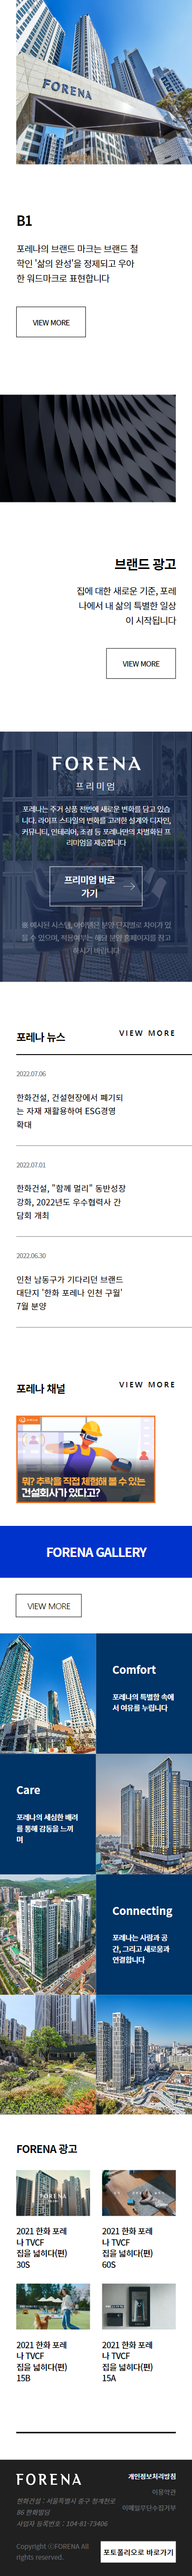 FORENA
B1
포레나의 브랜드 마크는 브랜드 철
학인 '삶의 완성'을 정제되고 우아
한 워드마크로 표현합니다
VIEW MORE
브랜드 광고
집에 대한 새로운 기준, 포레
나에서 내 삶의 특별한 일상
이 시작됩니다
VIEW MORE
FORENA
프리미엄
포레나는 주거 상품 전반에 새로운 변화를 담고 있습
니다. 라이프 스타일의 변화를 고려한 설계와 디자인,
커뮤니티, 인테리어, 조경 등 포레나만의 차별화된 프
리미엄을 제공합니다
프리미엄 바로
가기
※ 예시된 시스템, 아이템은 분양 단지별로 차이가 있
을 수 있으며, 적용여부는 해당 분양 홈페이지를 참고
하시기 바랍니다
포레나 뉴스
VIEW MORE
2022.07.06
한화건설, 건설현장에서 폐기되
는 자재 재활용하여 ESG경영
확대
2022.07.01
한화건설, "함께 멀리" 동반성장
강화, 2022년도 우수협력사 간
담회 개최
2022.06.30
인천 남동구가 기다리던 브랜드
대단지 '한화 포레나 인천 구월'
7월 분양
포레나 채널
VIEW MORE
뭐? 추락을 직접 체험해 볼 수 있는
건설회사가 있다고?
FORENA GALLERY
VIEW MORE
Comfort
포레나의 특별함 속에
서 여유를 누립니다
Care
포레나의 세심한 배려
를 통해 감동을 느끼
며
Connecting
포레나는 사람과 공
간, 그리고 새로움과
연결합니다
FORENA 광고
FORENA
2021 한화 포레
나 TVCF
집을 넓히다(편)
30S
2021 한화 포레
나 TVCF
집을 넓히다(편)
60S
2021 한화 포레
나 TVCF
집을 넓히다(편)
15B
2021 한화 포레
나 TVCF
집을 넓히다(편)
15A
FORENA
개인정보처리방침
이용약관
이메일무단수집거부
한화건설 : 서울특별시 중구 청계천로
86 한화빌딩
사업자 등록번호 : 104-81-73406
Copyright ⓒFORENA All
rights reserved.
포토폴리오로 바로가기